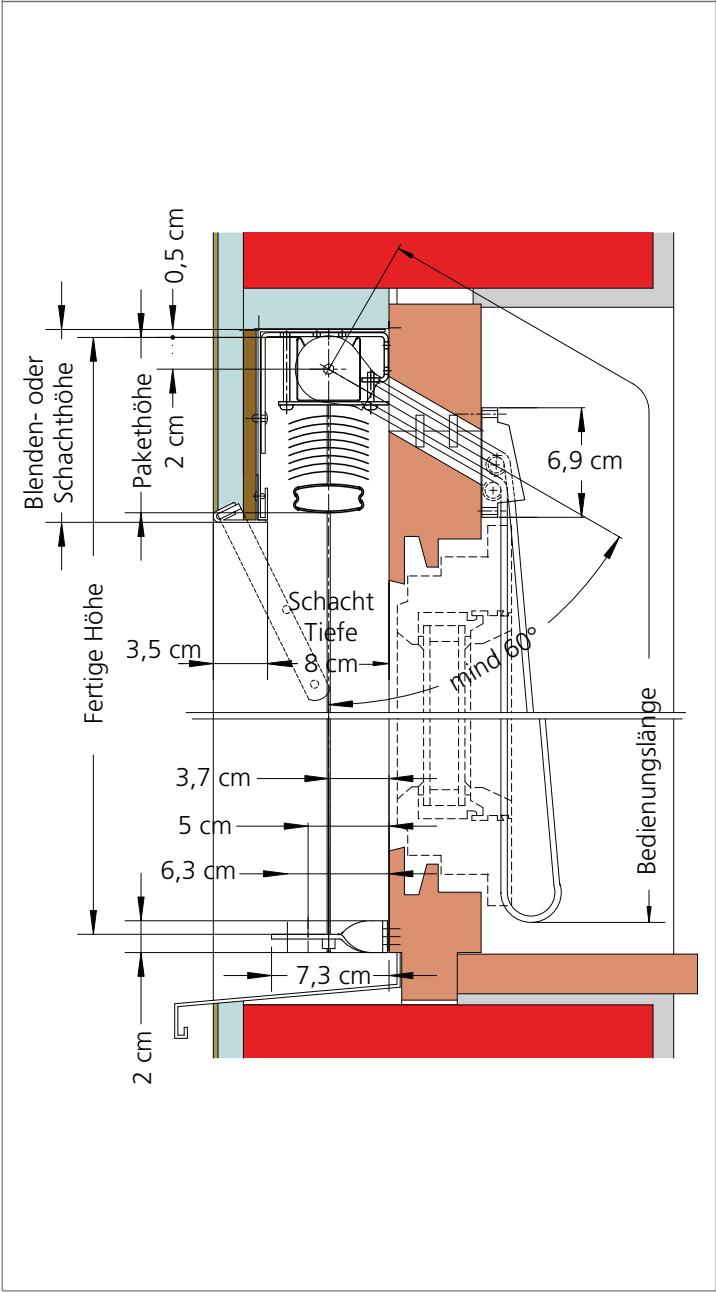 0,5 cm
Blenden- oder
Schachthöhe
Pakethöhe
2 cm
6,9 cm
Fertige Höhe
3,5 cm
Schacht
Tiefe
8 cm
mind 60°
3,7 cm
5 cm
6,3 cm
Bedienungslänge
7,3 cm
2 cm